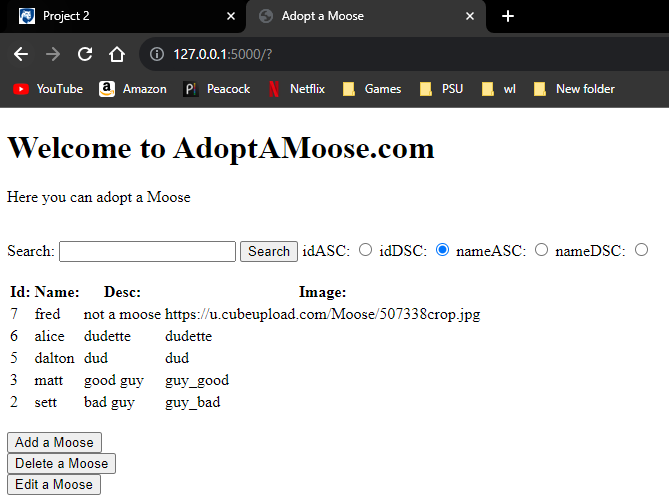 Project 2
Adopt a Moose
127.0.0.1:5000/?
YouTube Amazon Peacock Netflix Games PSU wl New folder
Welcome to AdoptAMoose.com
Here you can adopt a Moose
Search: Search idASC: idDSC: nameASC: nameDSC:
Id: Name: Desc: Image:
7 fred not a moose https://u.cubeupload.com/Moose/507338crop.jpg
6 alice dudette dudette
5 dalton dud dud
3 matt good guy guy_good
2 sett bad guy guy_bad
Add a Moose
Delete a Moose
Edit a Moose